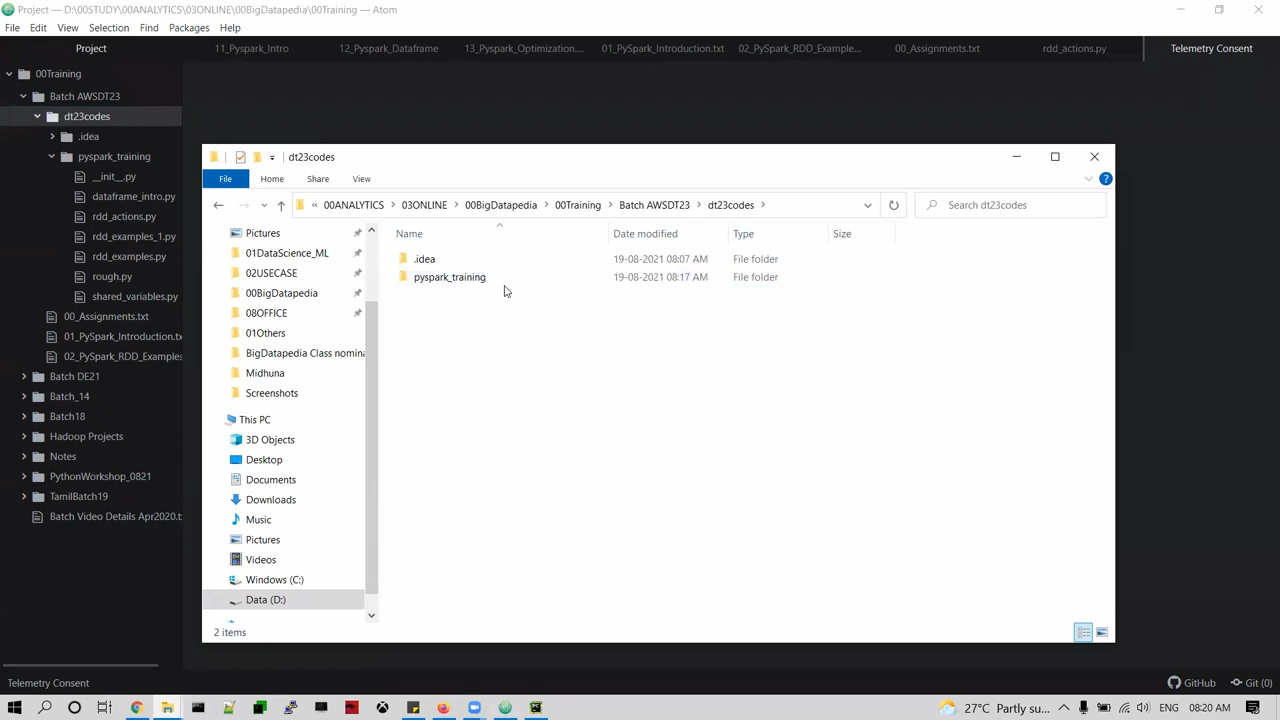 Project — D:\00STUDY\00ANALYTICS\03ONLINE\00BigDatapedia\00Training — Atom
File Edit View Selection Find Packages Help
Project
11_Pyspark_Intro
12_Pyspark_Dataframe
13_Pyspark_Optimization....
01_PySpark_Introduction.txt
02_PySpark_RDD_Example...
00_Assignments.txt
rdd_actions.py
Telemetry Consent
00Training
Batch AWSDT23
dt23codes
.idea
pyspark_training
__init__.py
dataframe_intro.py
rdd_actions.py
rdd_examples_1.py
rdd_examples.py
rough.py
shared_variables.py
00_Assignments.txt
01_PySpark_Introduction.tx
02_PySpark_RDD_Examples
Batch DE21
Batch_14
Batch18
Hadoop Projects
Notes
PythonWorkshop_0821
TamilBatch19
Batch Video Details Apr2020.t
dt23codes
File Home Share View
« 00ANALYTICS > 03ONLINE > 00BigDatapedia > 00Training > Batch AWSDT23 > dt23codes >
Search dt23codes
Pictures
01DataScience_ML
02USECASE
00BigDatapedia
08OFFICE
01Others
BigDatapedia Class nomina
Midhuna
Screenshots
This PC
3D Objects
Desktop
Documents
Downloads
Music
Pictures
Videos
Windows (C:)
Data (D:)
Name Date modified Type Size
.idea 19-08-2021 08:07 AM File folder
pyspark_training 19-08-2021 08:17 AM File folder
2 items
Telemetry Consent
GitHub Git (0)
27°C Partly su... ENG 08:20 AM